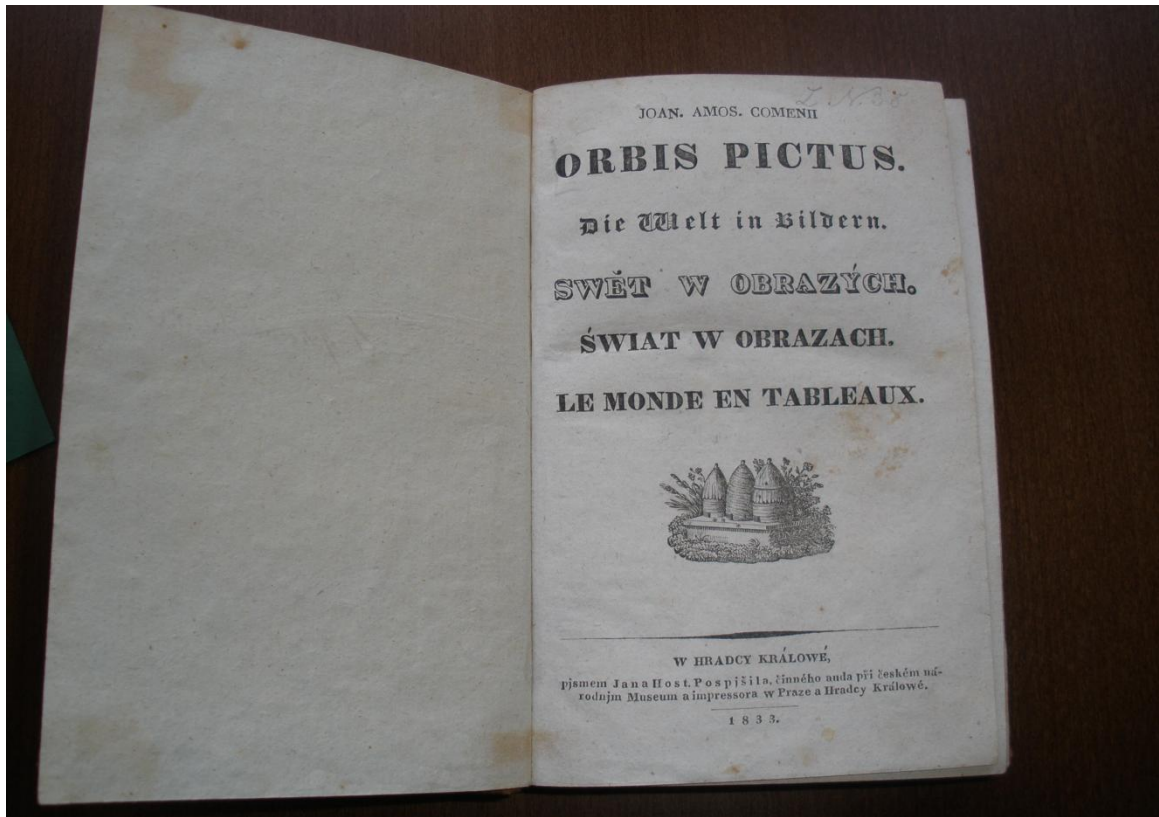 JOAN. AMOS. COMENII
ORBIS PICTUS.
Die Welt in Bildern.
SWĚT W OBRAZÝCH.
ŚWIAT W OBRAZACH.
LE MONDE EN TABLEAUX.
W HRADCY KRÁLOWÉ,
pjsmem Jana Host. Pospjšila, činného auda při českém ná-
rodnjm Museum a impressora w Praze a Hradcy Králowé.
1833.